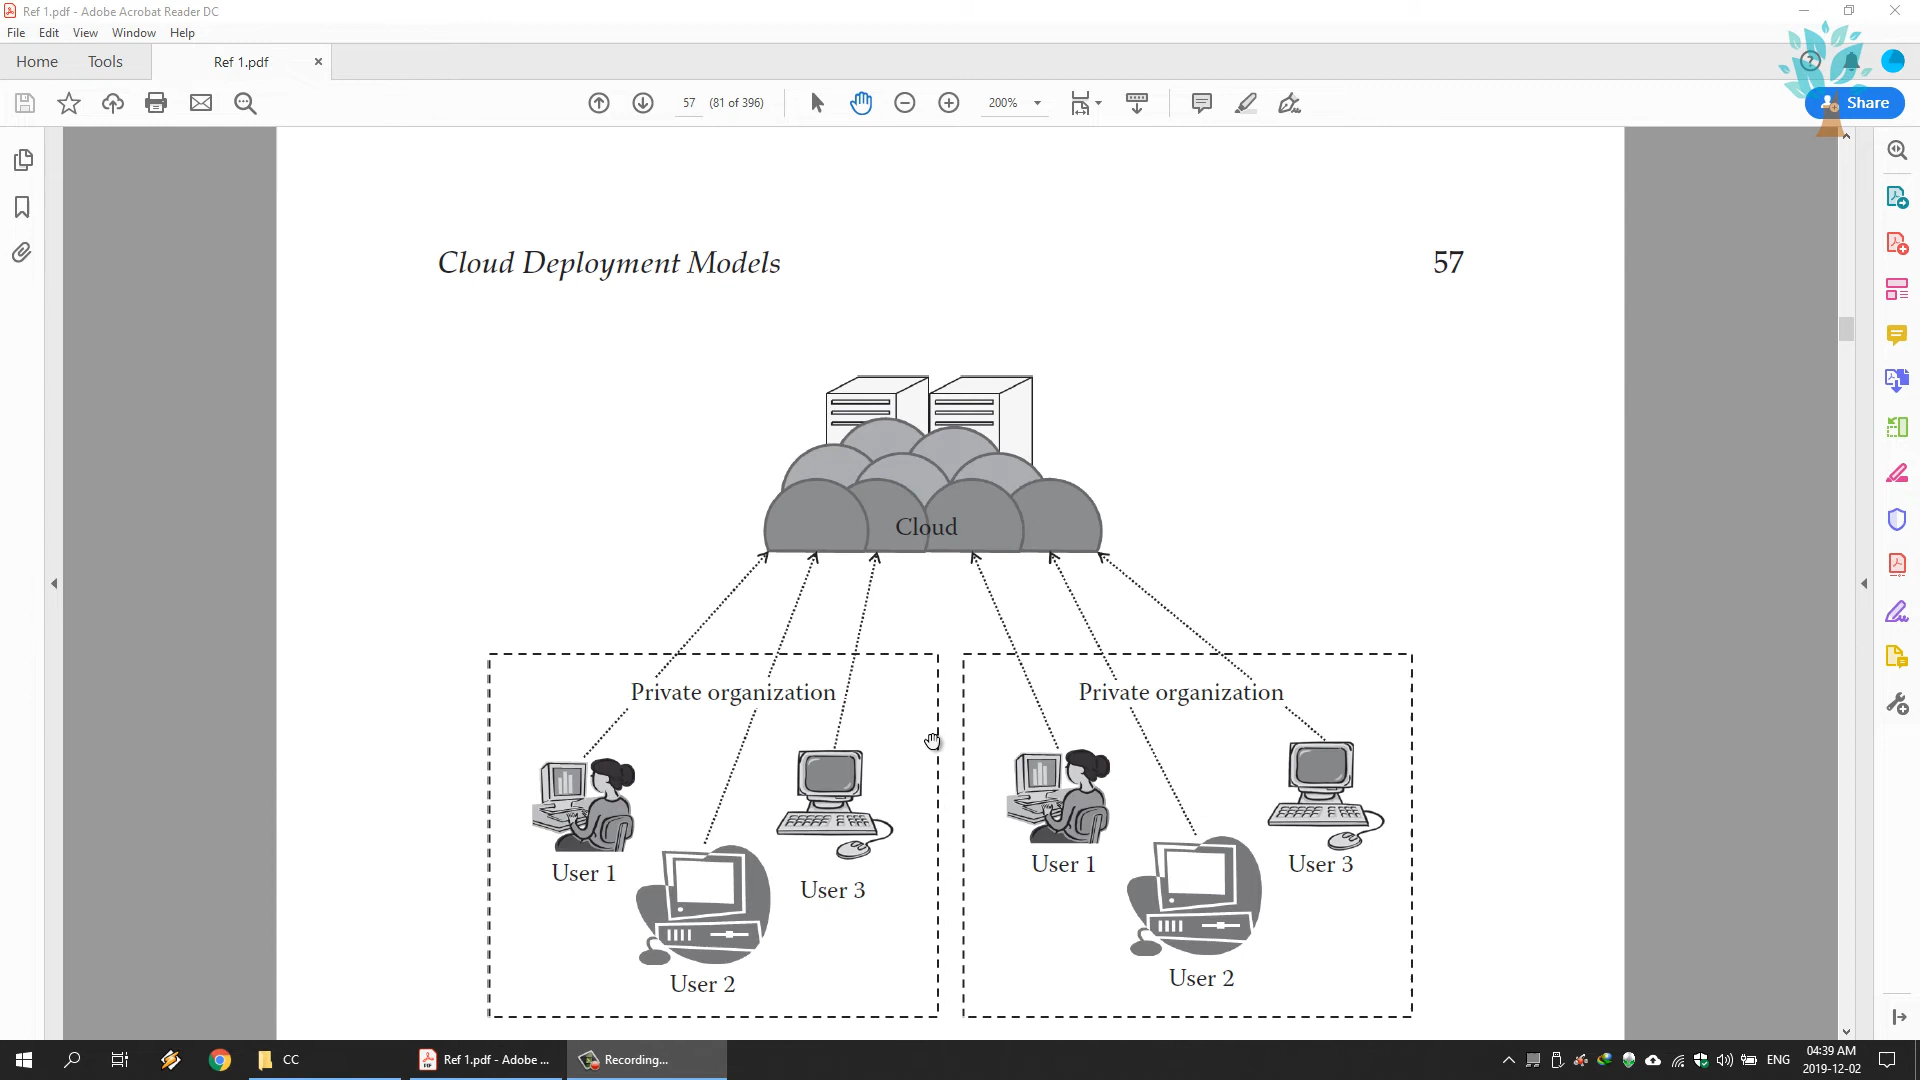 Ref 1.pdf - Adobe Acrobat Reader DC
File Edit View Window Help
Home Tools Ref 1.pdf
57 (81 of 396) 200%
Share
Cloud Deployment Models 57
Cloud
Private organization Private organization
User 1 User 3
User 1 User 3
User 2 User 2
CC Ref 1.pdf - Adobe ... Recording... ENG 04:39 AM
2019-12-02